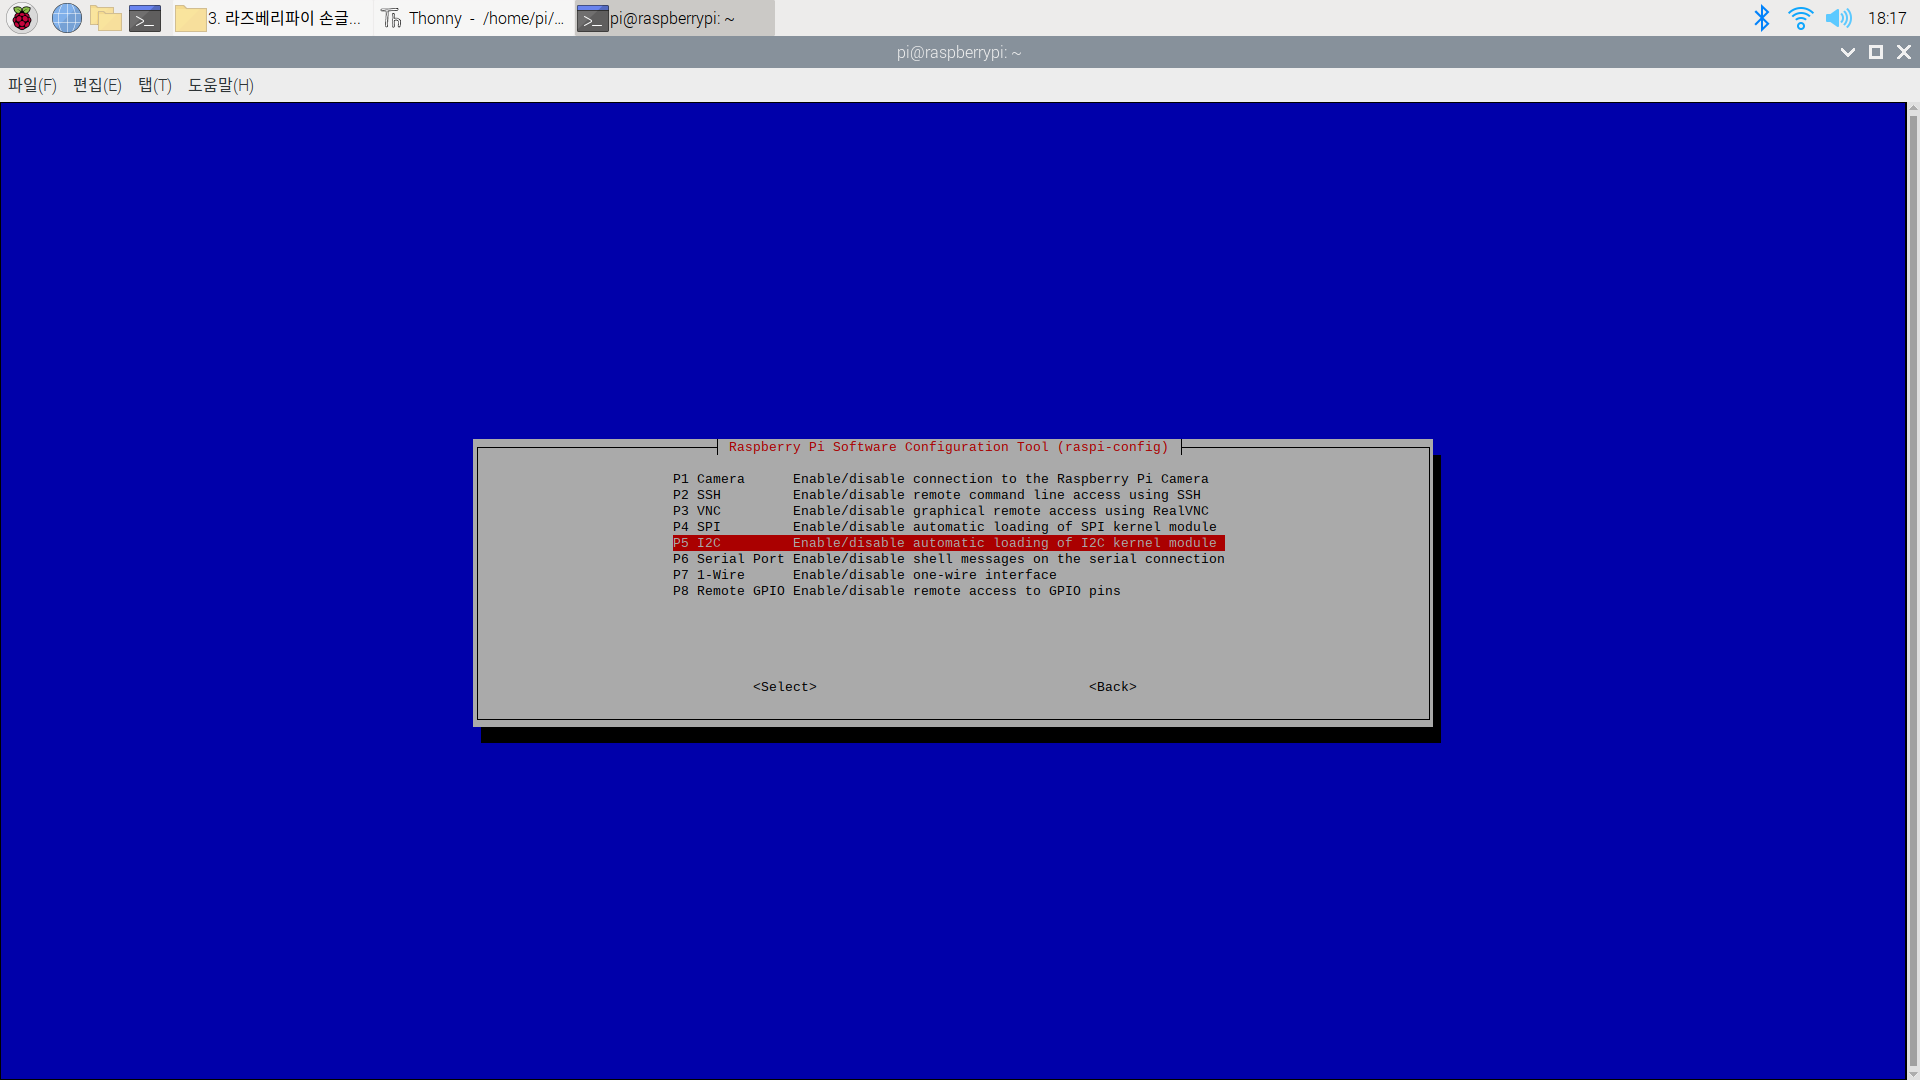 3. 라즈베리파이 손글... Thonny - /home/pi/... pi@raspberrypi: ~ 18:17
pi@raspberrypi: ~
파일(F) 편집(E) 탭(T) 도움말(H)
Raspberry Pi Software Configuration Tool (raspi-config)
P1 Camera Enable/disable connection to the Raspberry Pi Camera
P2 SSH Enable/disable remote command line access using SSH
P3 VNC Enable/disable graphical remote access using RealVNC
P4 SPI Enable/disable automatic loading of SPI kernel module
P5 I2C Enable/disable automatic loading of I2C kernel module
P6 Serial Port Enable/disable shell messages on the serial connection
P7 1-Wire Enable/disable one-wire interface
P8 Remote GPIO Enable/disable remote access to GPIO pins
<Select> <Back>